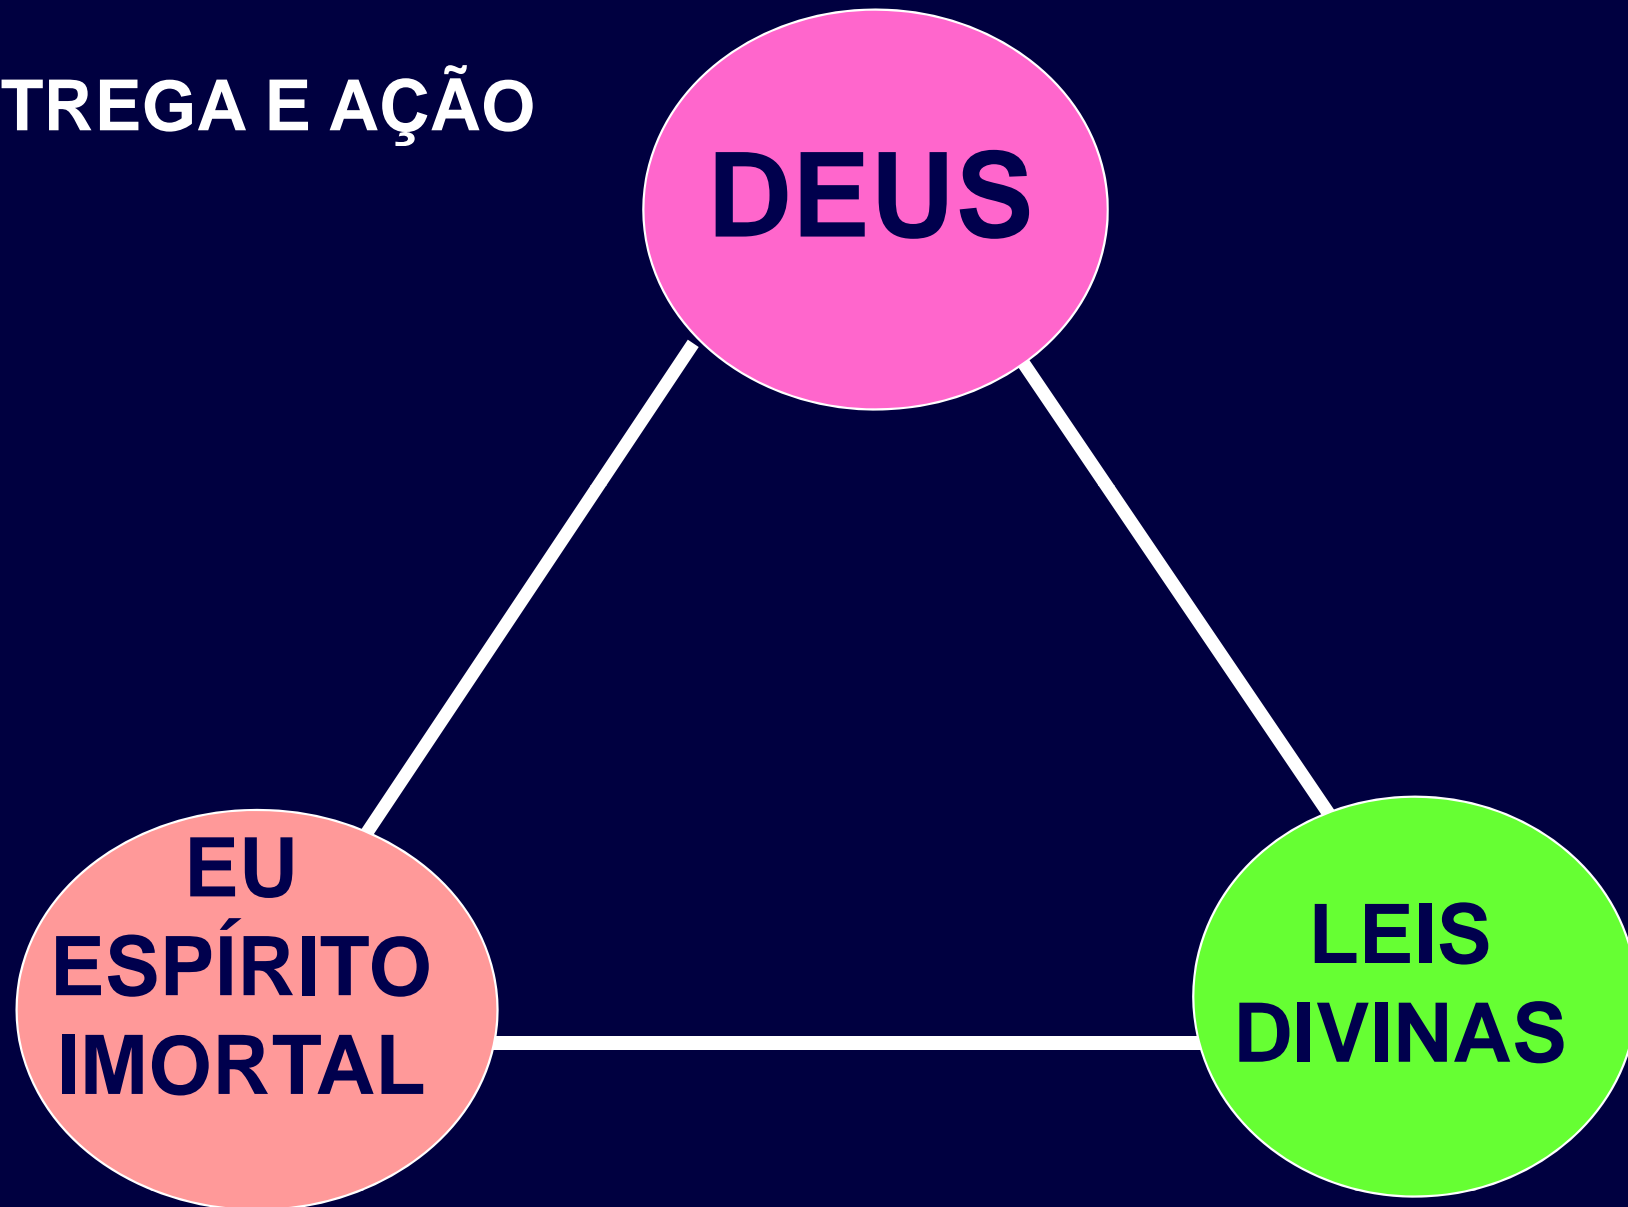 TREGA E AÇÃO
DEUS
EU
ESPÍRITO
IMORTAL
LEIS
DIVINAS